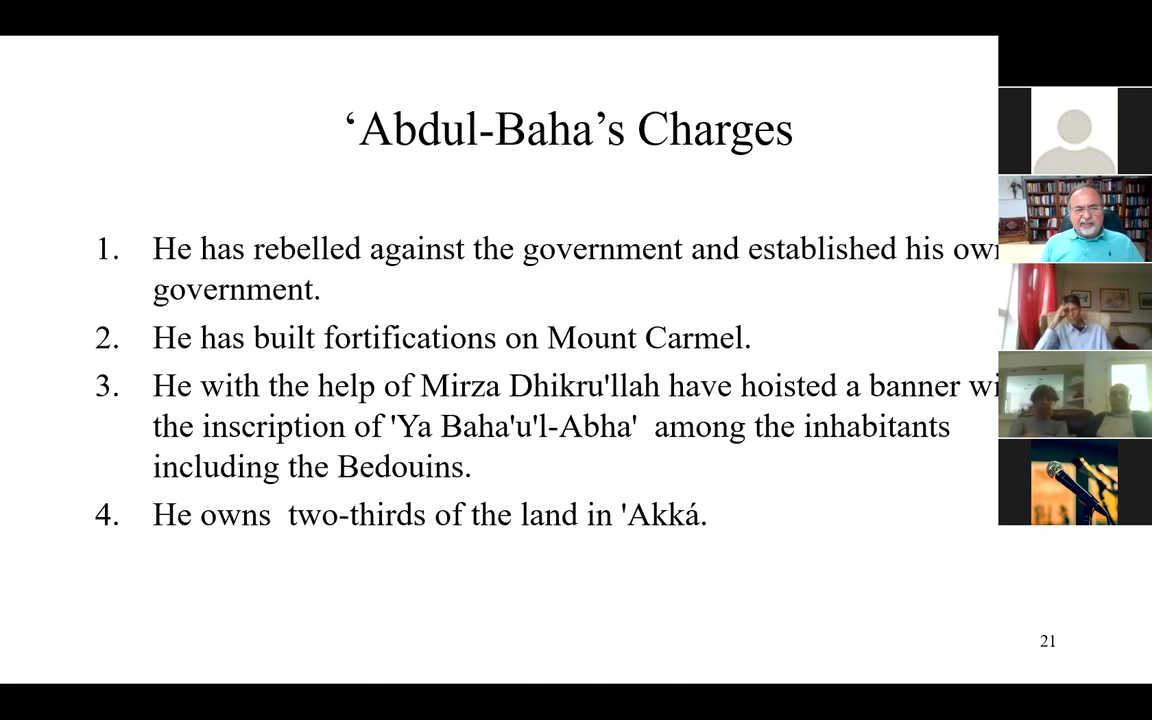 ‘Abdul-Baha’s Charges
1. He has rebelled against the government and established his
government.
2. He has built fortifications on Mount Carmel.
3. He with the help of Mirza Dhikru'llah have hoisted a banner
the inscription of 'Ya Baha'u'l-Abha'  among the inhabitants
including the Bedouins.
4. He owns  two-thirds of the land in 'Akká.
21